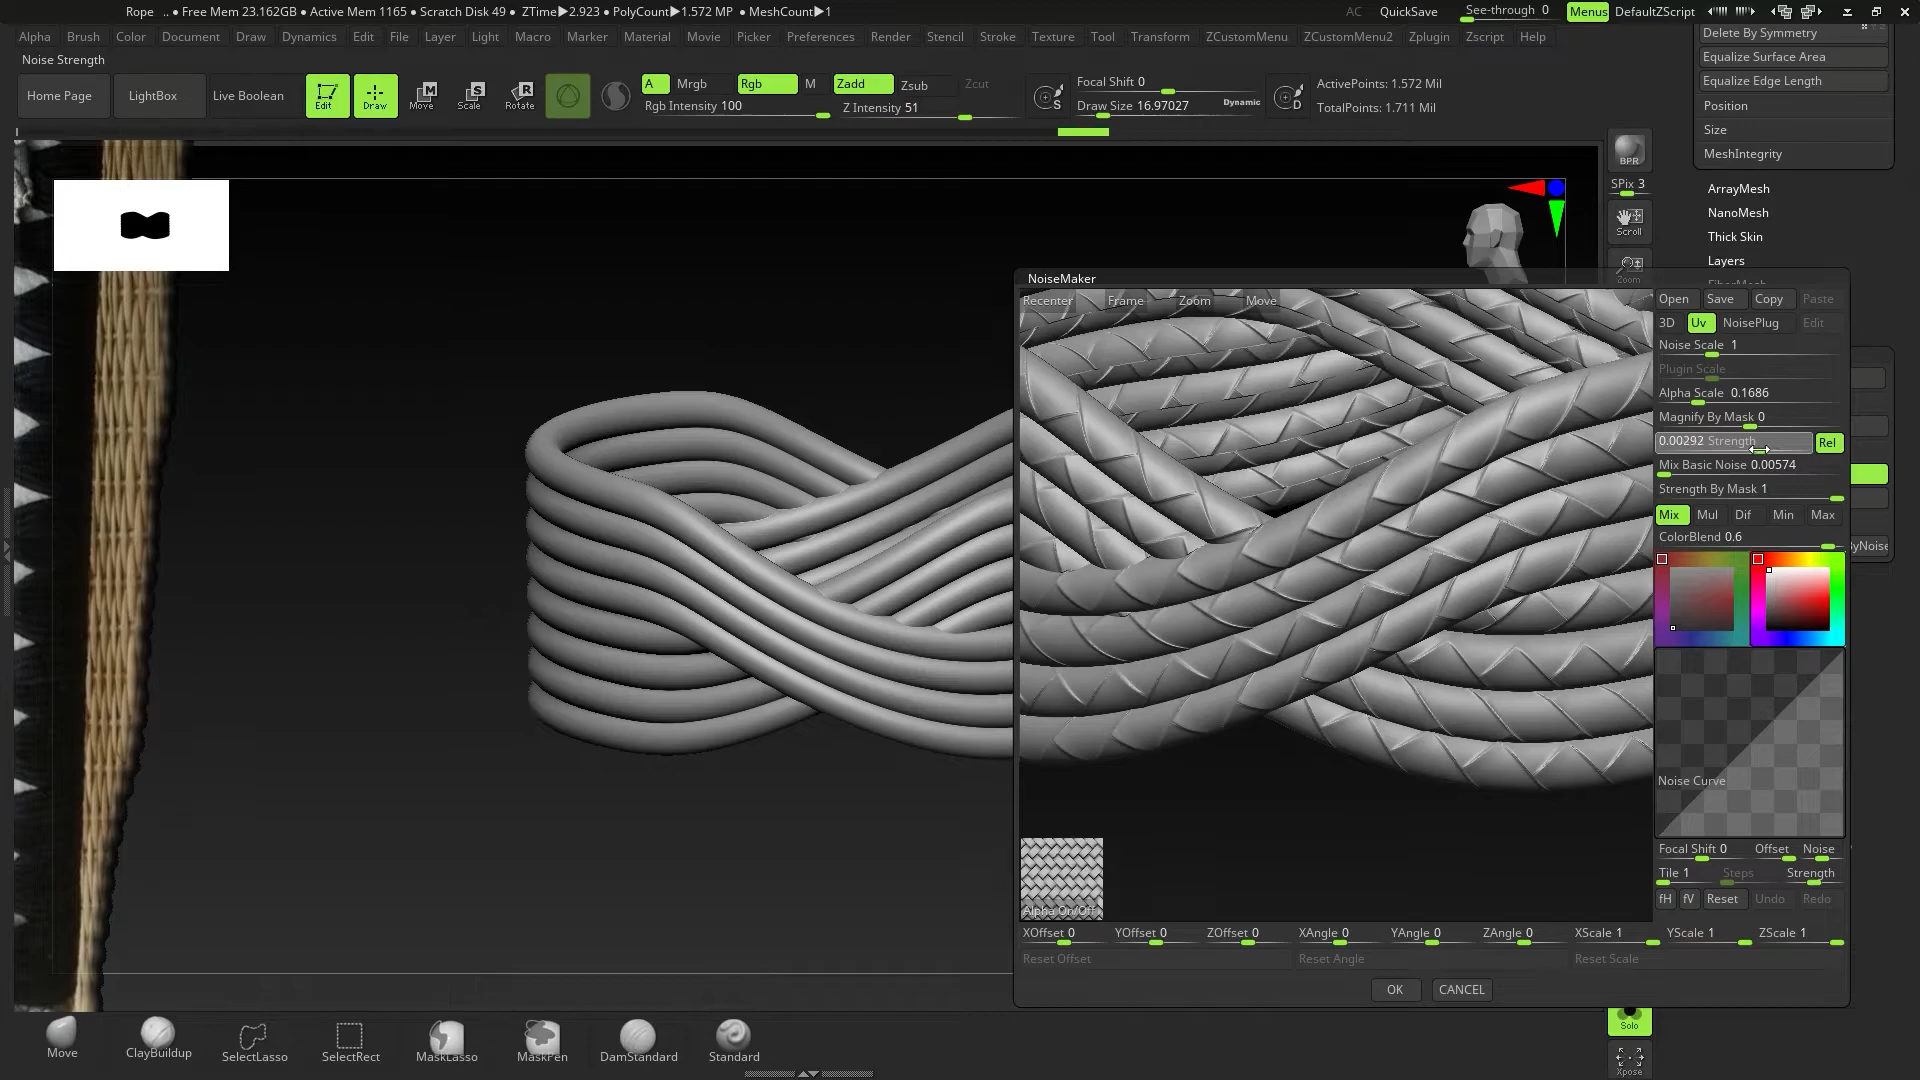 Rope .. • Free Mem 23.162GB • Active Mem 1165 • Scratch Disk 49 • ZTime▶2.923 • PolyCount▶1.572 MP • MeshCount▶1
AC QuickSave See-through 0 Menus DefaultZScript
Alpha Brush Color Document Draw Dynamics Edit File Layer Light Macro Marker Material Movie Picker Preferences Render Stencil Stroke Texture Tool Transform ZCustomMenu ZCustomMenu2 Zplugin Zscript Help
Noise Strength
Home Page LightBox Live Boolean Edit Draw Move Scale Rotate
A Mrgb Rgb M Zadd Zsub Zcut
Rgb Intensity 100 Z Intensity 51
Focal Shift 0
Draw Size 16.97027 Dynamic
ActivePoints: 1.572 Mil
TotalPoints: 1.711 Mil
Delete By Symmetry
Equalize Surface Area
Equalize Edge Length
Position
Size
MeshIntegrity
ArrayMesh
NanoMesh
Thick Skin
Layers
BPR
SPix 3
Scroll
Zoom
NoiseMaker
Recenter Frame Zoom Move
Open Save Copy Paste
3D Uv NoisePlug Edit
Noise Scale 1
Plugin Scale
Alpha Scale 0.1686
Magnify By Mask 0
0.00292 Strength Rel
Mix Basic Noise 0.00574
Strength By Mask 1
Mix Mul Dif Min Max
ColorBlend 0.6
ByNoise
Noise Curve
Focal Shift 0 Offset Noise
Tile 1 Steps Strength
fH fV Reset Undo Redo
Alpha On/Off
XOffset 0 YOffset 0 ZOffset 0 XAngle 0 YAngle 0 ZAngle 0 XScale 1 YScale 1 ZScale 1
Reset Offset Reset Angle Reset Scale
OK CANCEL
Solo
Xpose
Move ClayBuildup SelectLasso SelectRect MaskLasso MaskPen DamStandard Standard